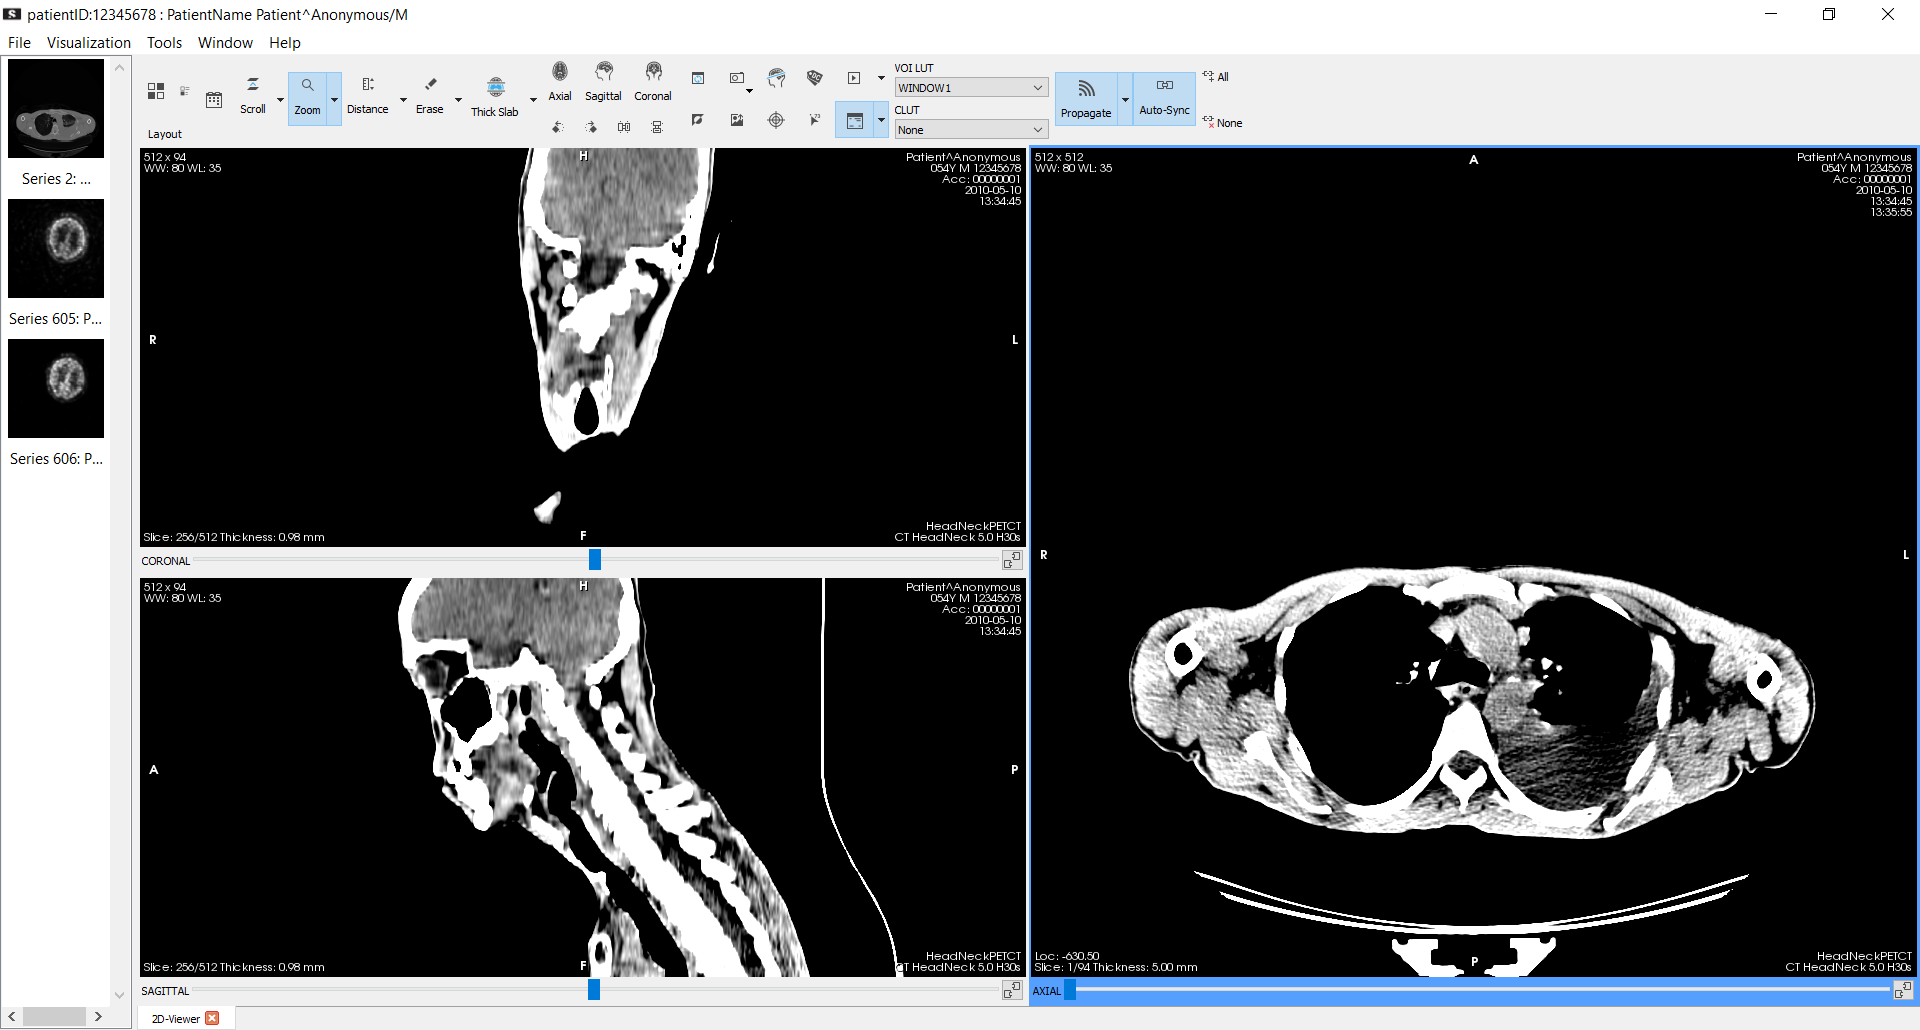 S patientID:12345678 : PatientName Patient^Anonymous/M
File Visualization Tools Window Help
Series 2: ...
Series 605: P...
Series 606: P...
Layout
Scroll
Zoom
Distance
Erase
Thick Slab
Axial
Sagittal
Coronal
VOI LUT
WINDOW1
CLUT
None
Propagate
Auto-Sync
All
None
512 x 94
WW: 80 WL: 35
H
Patient^Anonymous
054Y M 12345678
Acc: 00000001
2010-05-10
13:34:45
R
L
Slice: 256/512 Thickness: 0.98 mm
F
HeadNeckPETCT
CT HeadNeck 5.0 H30s
CORONAL
512 x 94
WW: 80 WL: 35
H
Patient^Anonymous
054Y M 12345678
Acc: 00000001
2010-05-10
13:34:45
A
P
Slice: 256/512 Thickness: 0.98 mm
F
HeadNeckPETCT
CT HeadNeck 5.0 H30s
SAGITTAL
512 x 512
WW: 80 WL: 35
A
Patient^Anonymous
054Y M 12345678
Acc: 00000001
2010-05-10
13:34:45
13:35:55
R
L
Loc: -630.50
Slice: 1/94 Thickness: 5.00 mm
P
HeadNeckPETCT
CT HeadNeck 5.0 H30s
AXIAL
2D-Viewer